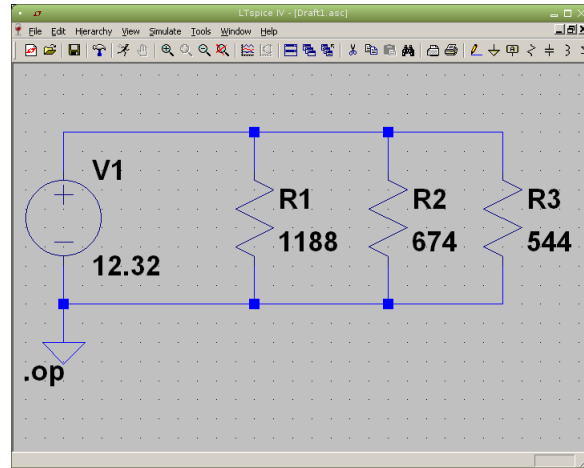 LTspice IV - [Draft1.asc]
File Edit Hierarchy View Simulate Tools Window Help
V1
12.32
R1
1188
R2
674
R3
544
.op